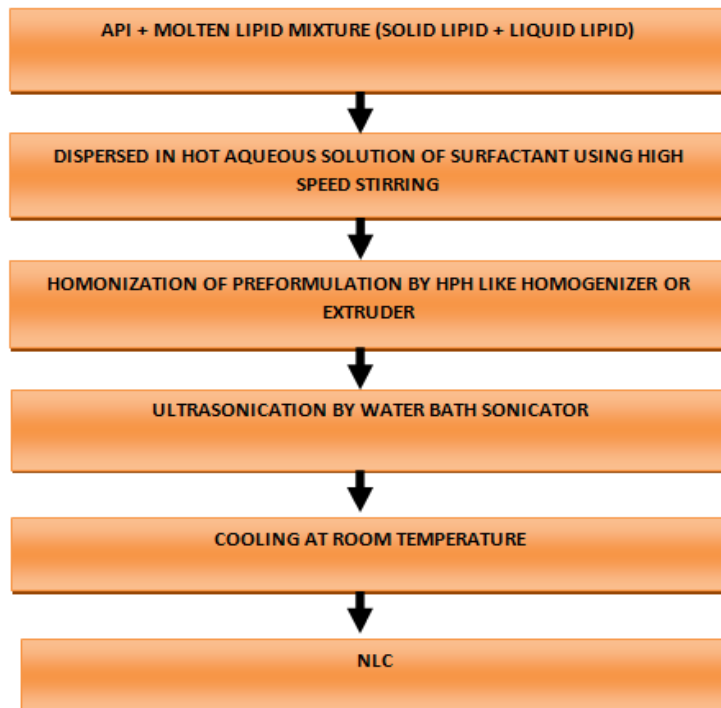 API + MOLTEN LIPID MIXTURE (SOLID LIPID + LIQUID LIPID)
DISPERSED IN HOT AQUEOUS SOLUTION OF SURFACTANT USING HIGH
SPEED STIRRING
HOMONIZATION OF PREFORMULATION BY HPH LIKE HOMOGENIZER OR
EXTRUDER
ULTRASONICATION BY WATER BATH SONICATOR
COOLING AT ROOM TEMPERATURE
NLC